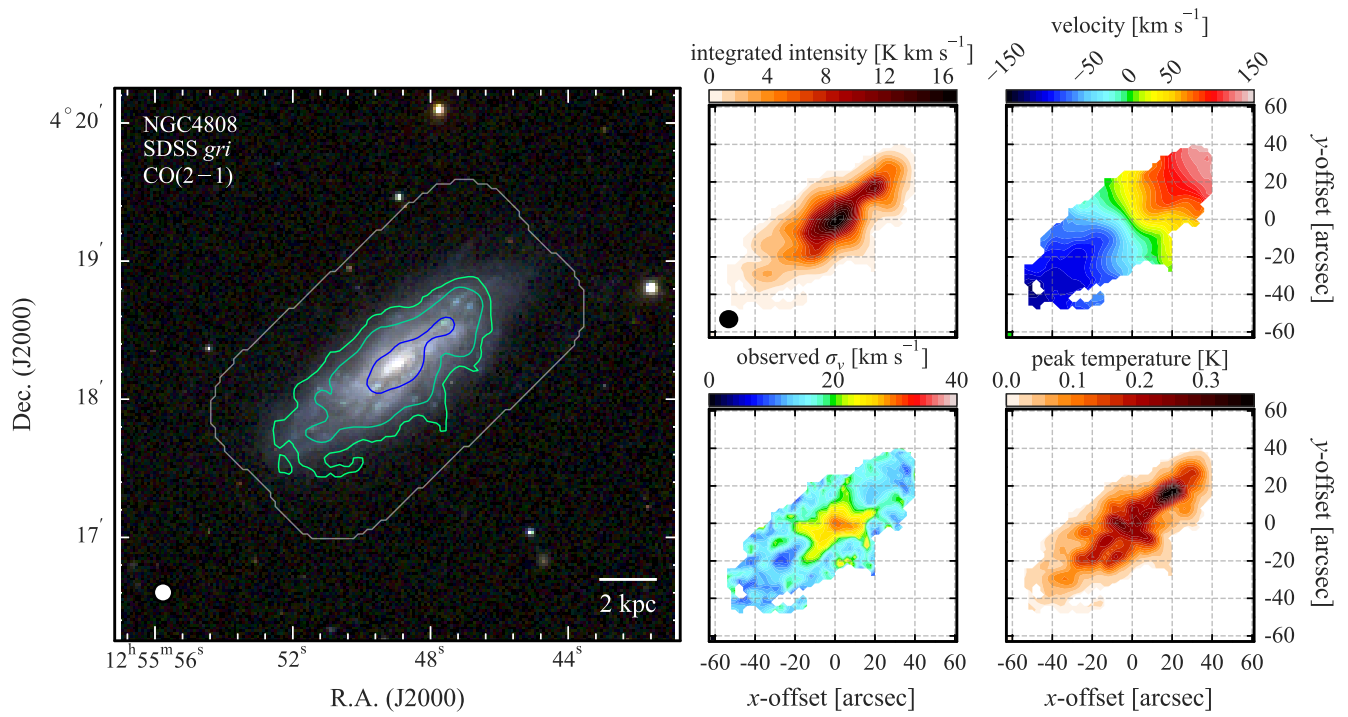 NGC4808
SDSS gri
CO(2−1)
2 kpc
4° 20′
19′
18′
17′
Dec. (J2000)
12ʰ55ᵐ56ˢ
52ˢ
48ˢ
44ˢ
R.A. (J2000)
integrated intensity [K km s⁻¹]
0 4 8 12 16
velocity [km s⁻¹]
−150 −50 0 50 150
60
40
20
0
-20
-40
-60
y-offset [arcsec]
observed σᵥ [km s⁻¹]
0 20 40
peak temperature [K]
0.0 0.1 0.2 0.3
60
40
20
0
-20
-40
-60
y-offset [arcsec]
-60 -40 -20 0 20 40 60
x-offset [arcsec]
-60 -40 -20 0 20 40 60
x-offset [arcsec]